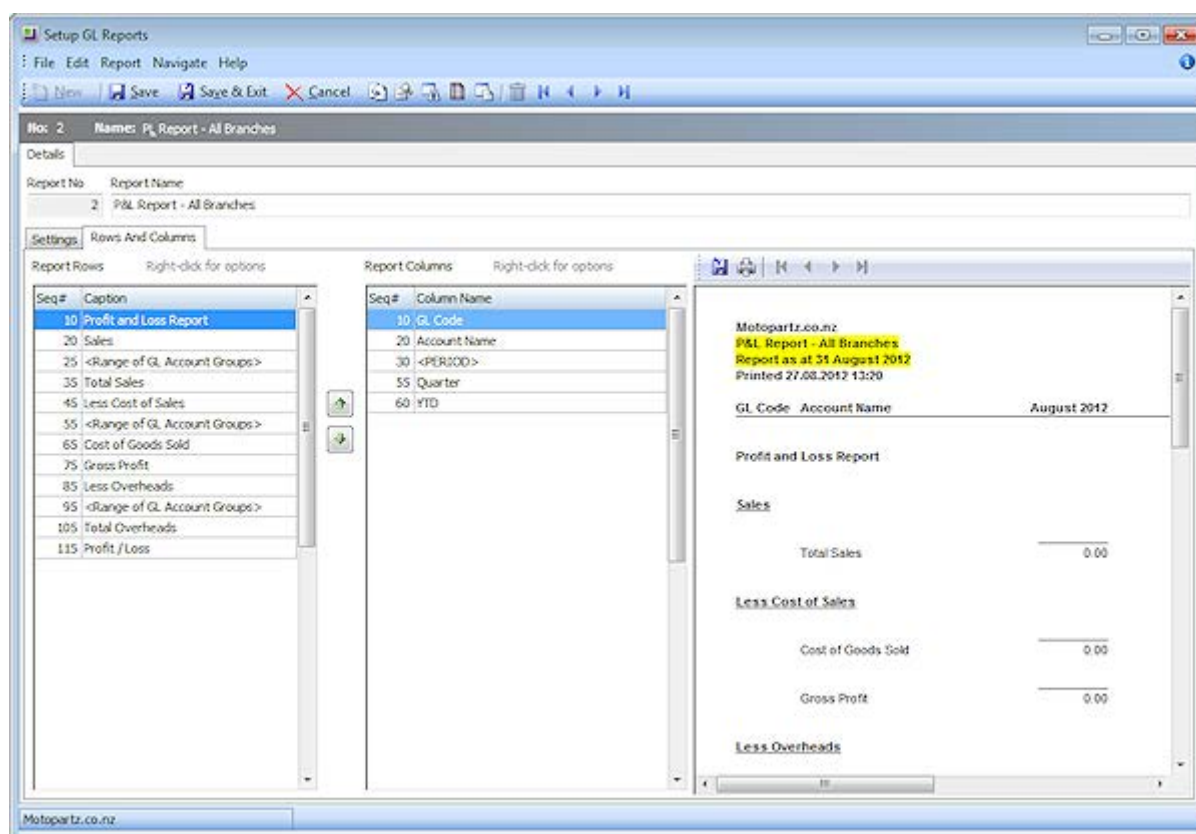 Setup GL Reports
File Edit Report Navigate Help
New Save Save & Exit Cancel
No: 2 Name: P&L Report - All Branches
Details
Report No Report Name
2 P&L Report - All Branches
Settings Rows And Columns
Report Rows Right-click for options
Seq# Caption
10 Profit and Loss Report
20 Sales
25 <Range of GL Account Groups>
35 Total Sales
45 Less Cost of Sales
55 <Range of GL Account Groups>
65 Cost of Goods Sold
75 Gross Profit
85 Less Overheads
95 <Range of GL Account Groups>
105 Total Overheads
115 Profit / Loss
Report Columns Right-click for options
Seq# Column Name
10 GL Code
20 Account Name
30 <PERIOD>
55 Quarter
60 YTD
Motopartz.co.nz
P&L Report - All Branches
Report as at 31 August 2012
Printed 27.08.2012 13:20
GL Code Account Name August 2012
Profit and Loss Report
Sales
Total Sales 0.00
Less Cost of Sales
Cost of Goods Sold 0.00
Gross Profit 0.00
Less Overheads
Motopartz.co.nz